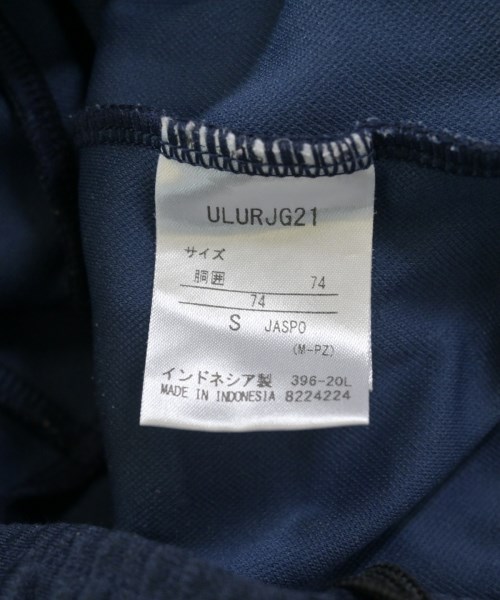 ULURJG21
サイズ
胴囲 74
74
S JASPO
(M-PZ)
インドネシア製 396-20L
MADE IN INDONESIA 8224224